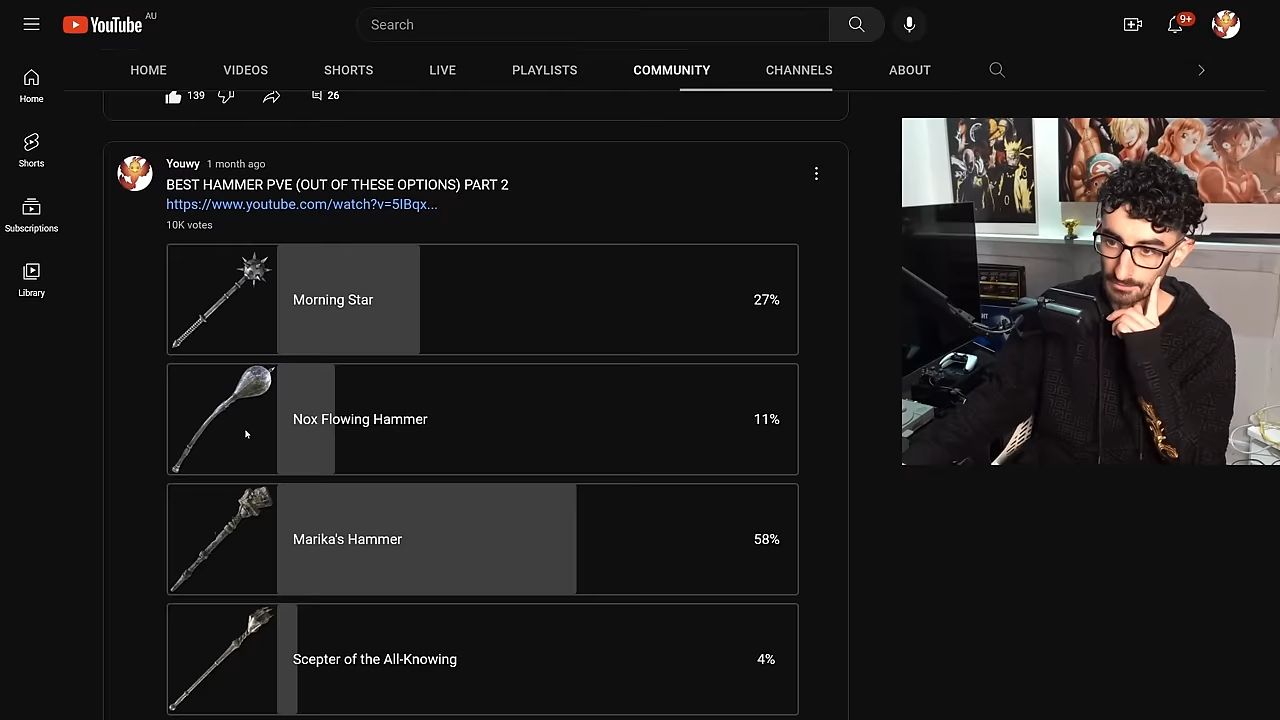 YouTube AU
Search
9+
HOME VIDEOS SHORTS LIVE PLAYLISTS COMMUNITY CHANNELS ABOUT
Home
Shorts
Subscriptions
Library
139 26
Youwy 1 month ago
BEST HAMMER PVE (OUT OF THESE OPTIONS) PART 2
https://www.youtube.com/watch?v=5lBqx...
10K votes
Morning Star 27%
Nox Flowing Hammer 11%
Marika's Hammer 58%
Scepter of the All-Knowing 4%